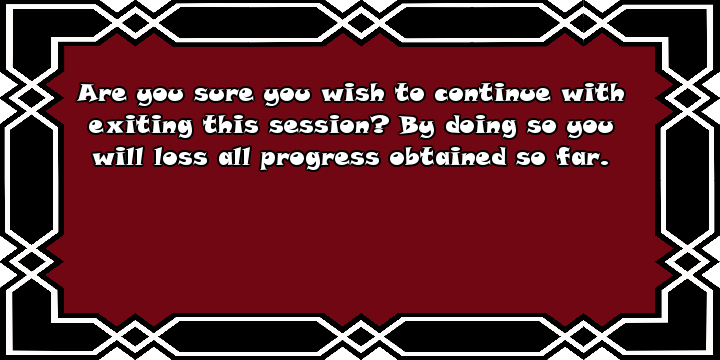 Are you sure you wish to continue with
exiting this session? By doing so you
will loss all progress obtained so far.